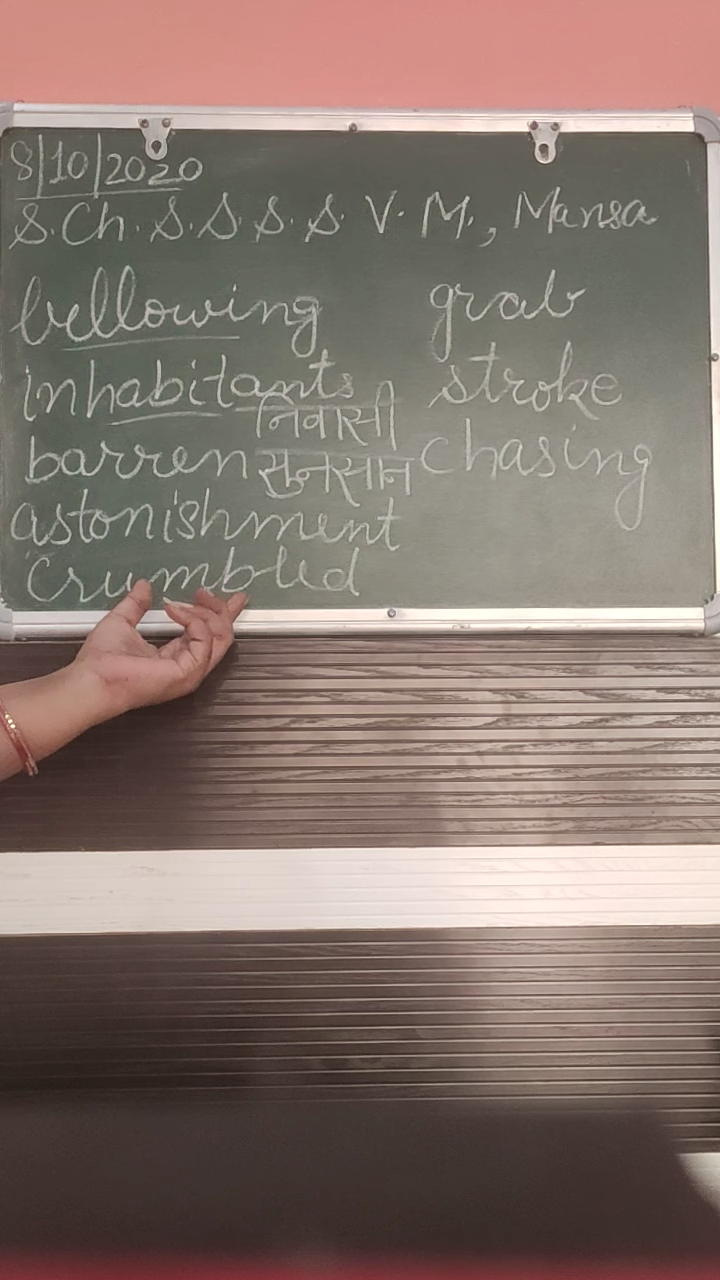 8/10/2020
S.Ch.S.S.S.S.V.M., Mansa
bellowing grab
inhabitants stroke
निवासी
barren सुनसान chasing
astonishment
crumbled